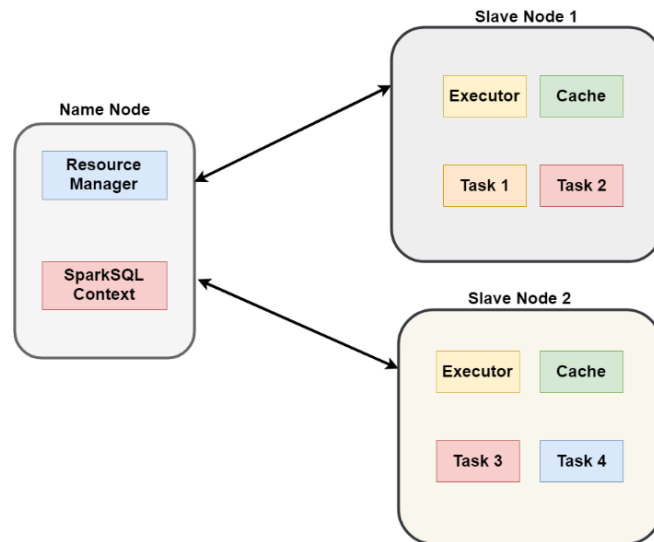 Slave Node 1
Executor
Cache
Task 1
Task 2
Name Node
Resource
Manager
SparkSQL
Context
Slave Node 2
Executor
Cache
Task 3
Task 4